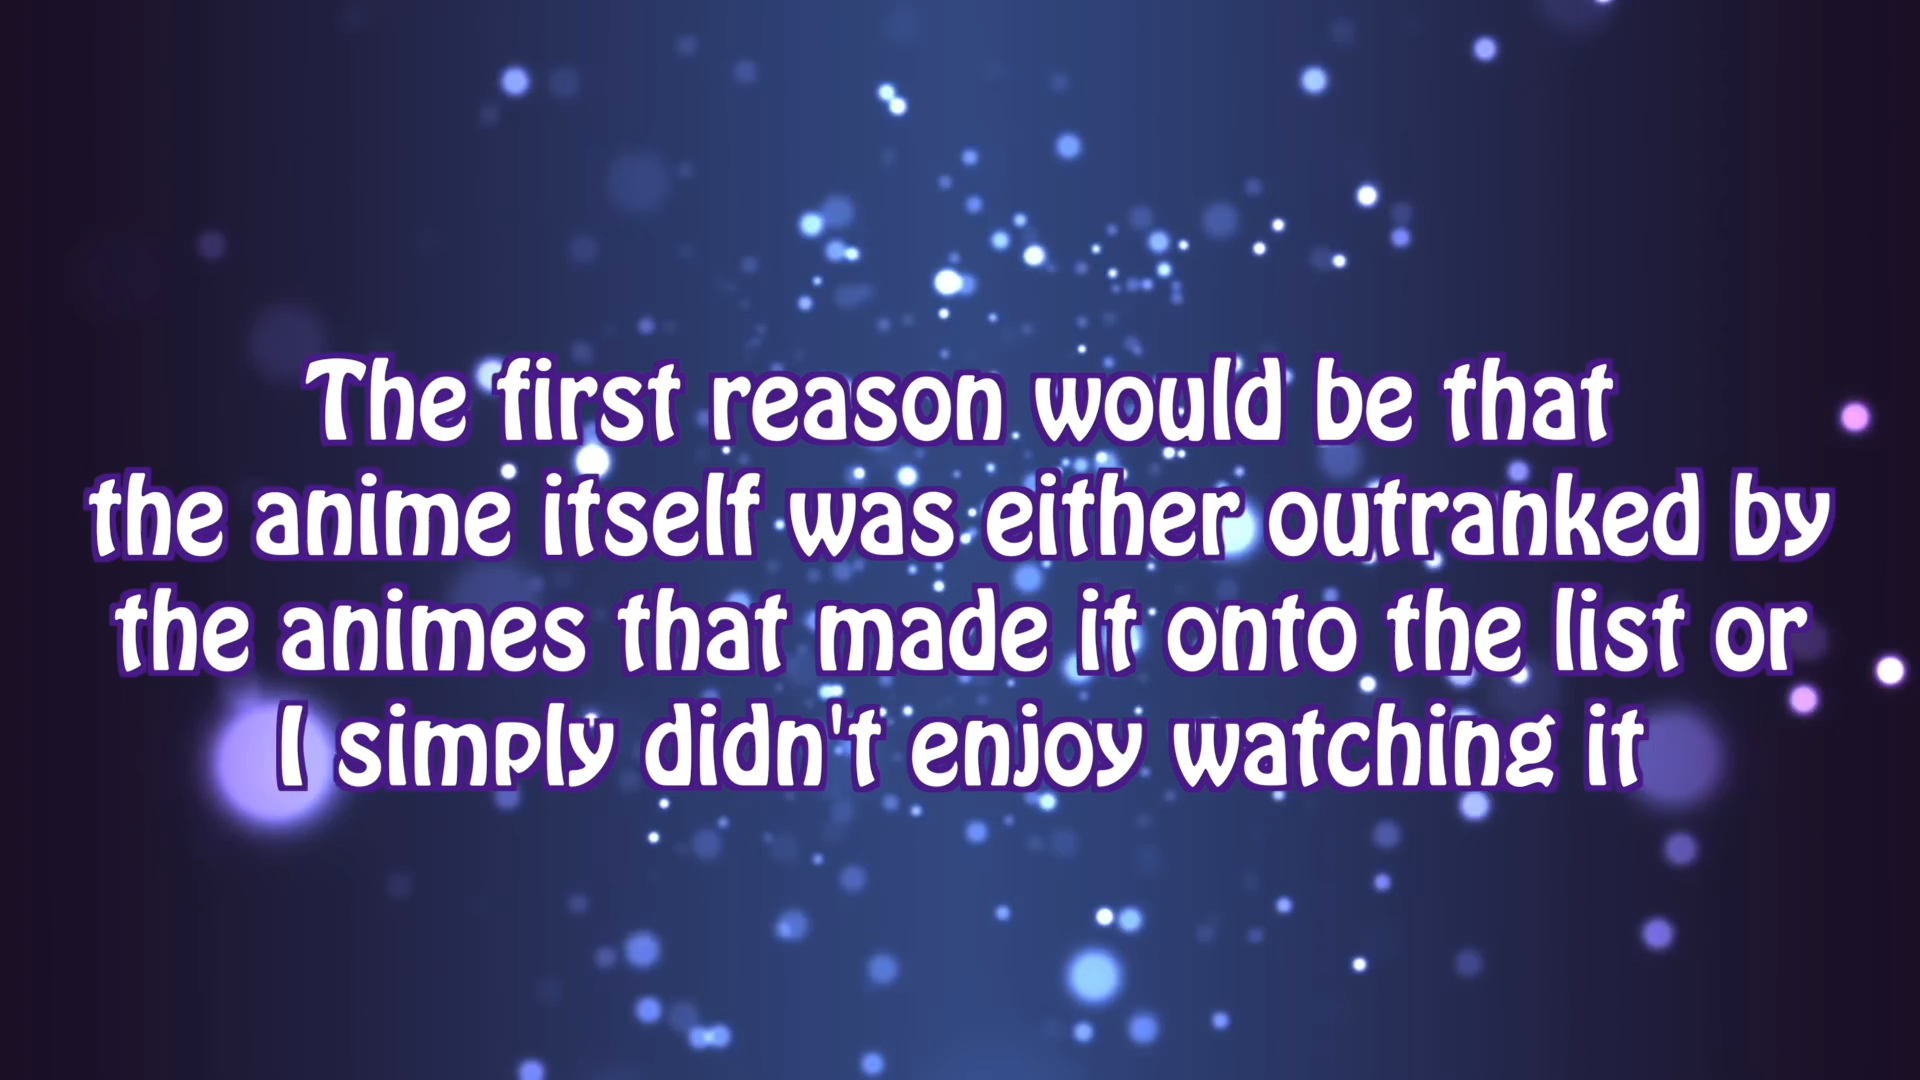 The first reason would be that
the anime itself was either outranked by
the animes that made it onto the list or
I simply didn't enjoy watching it